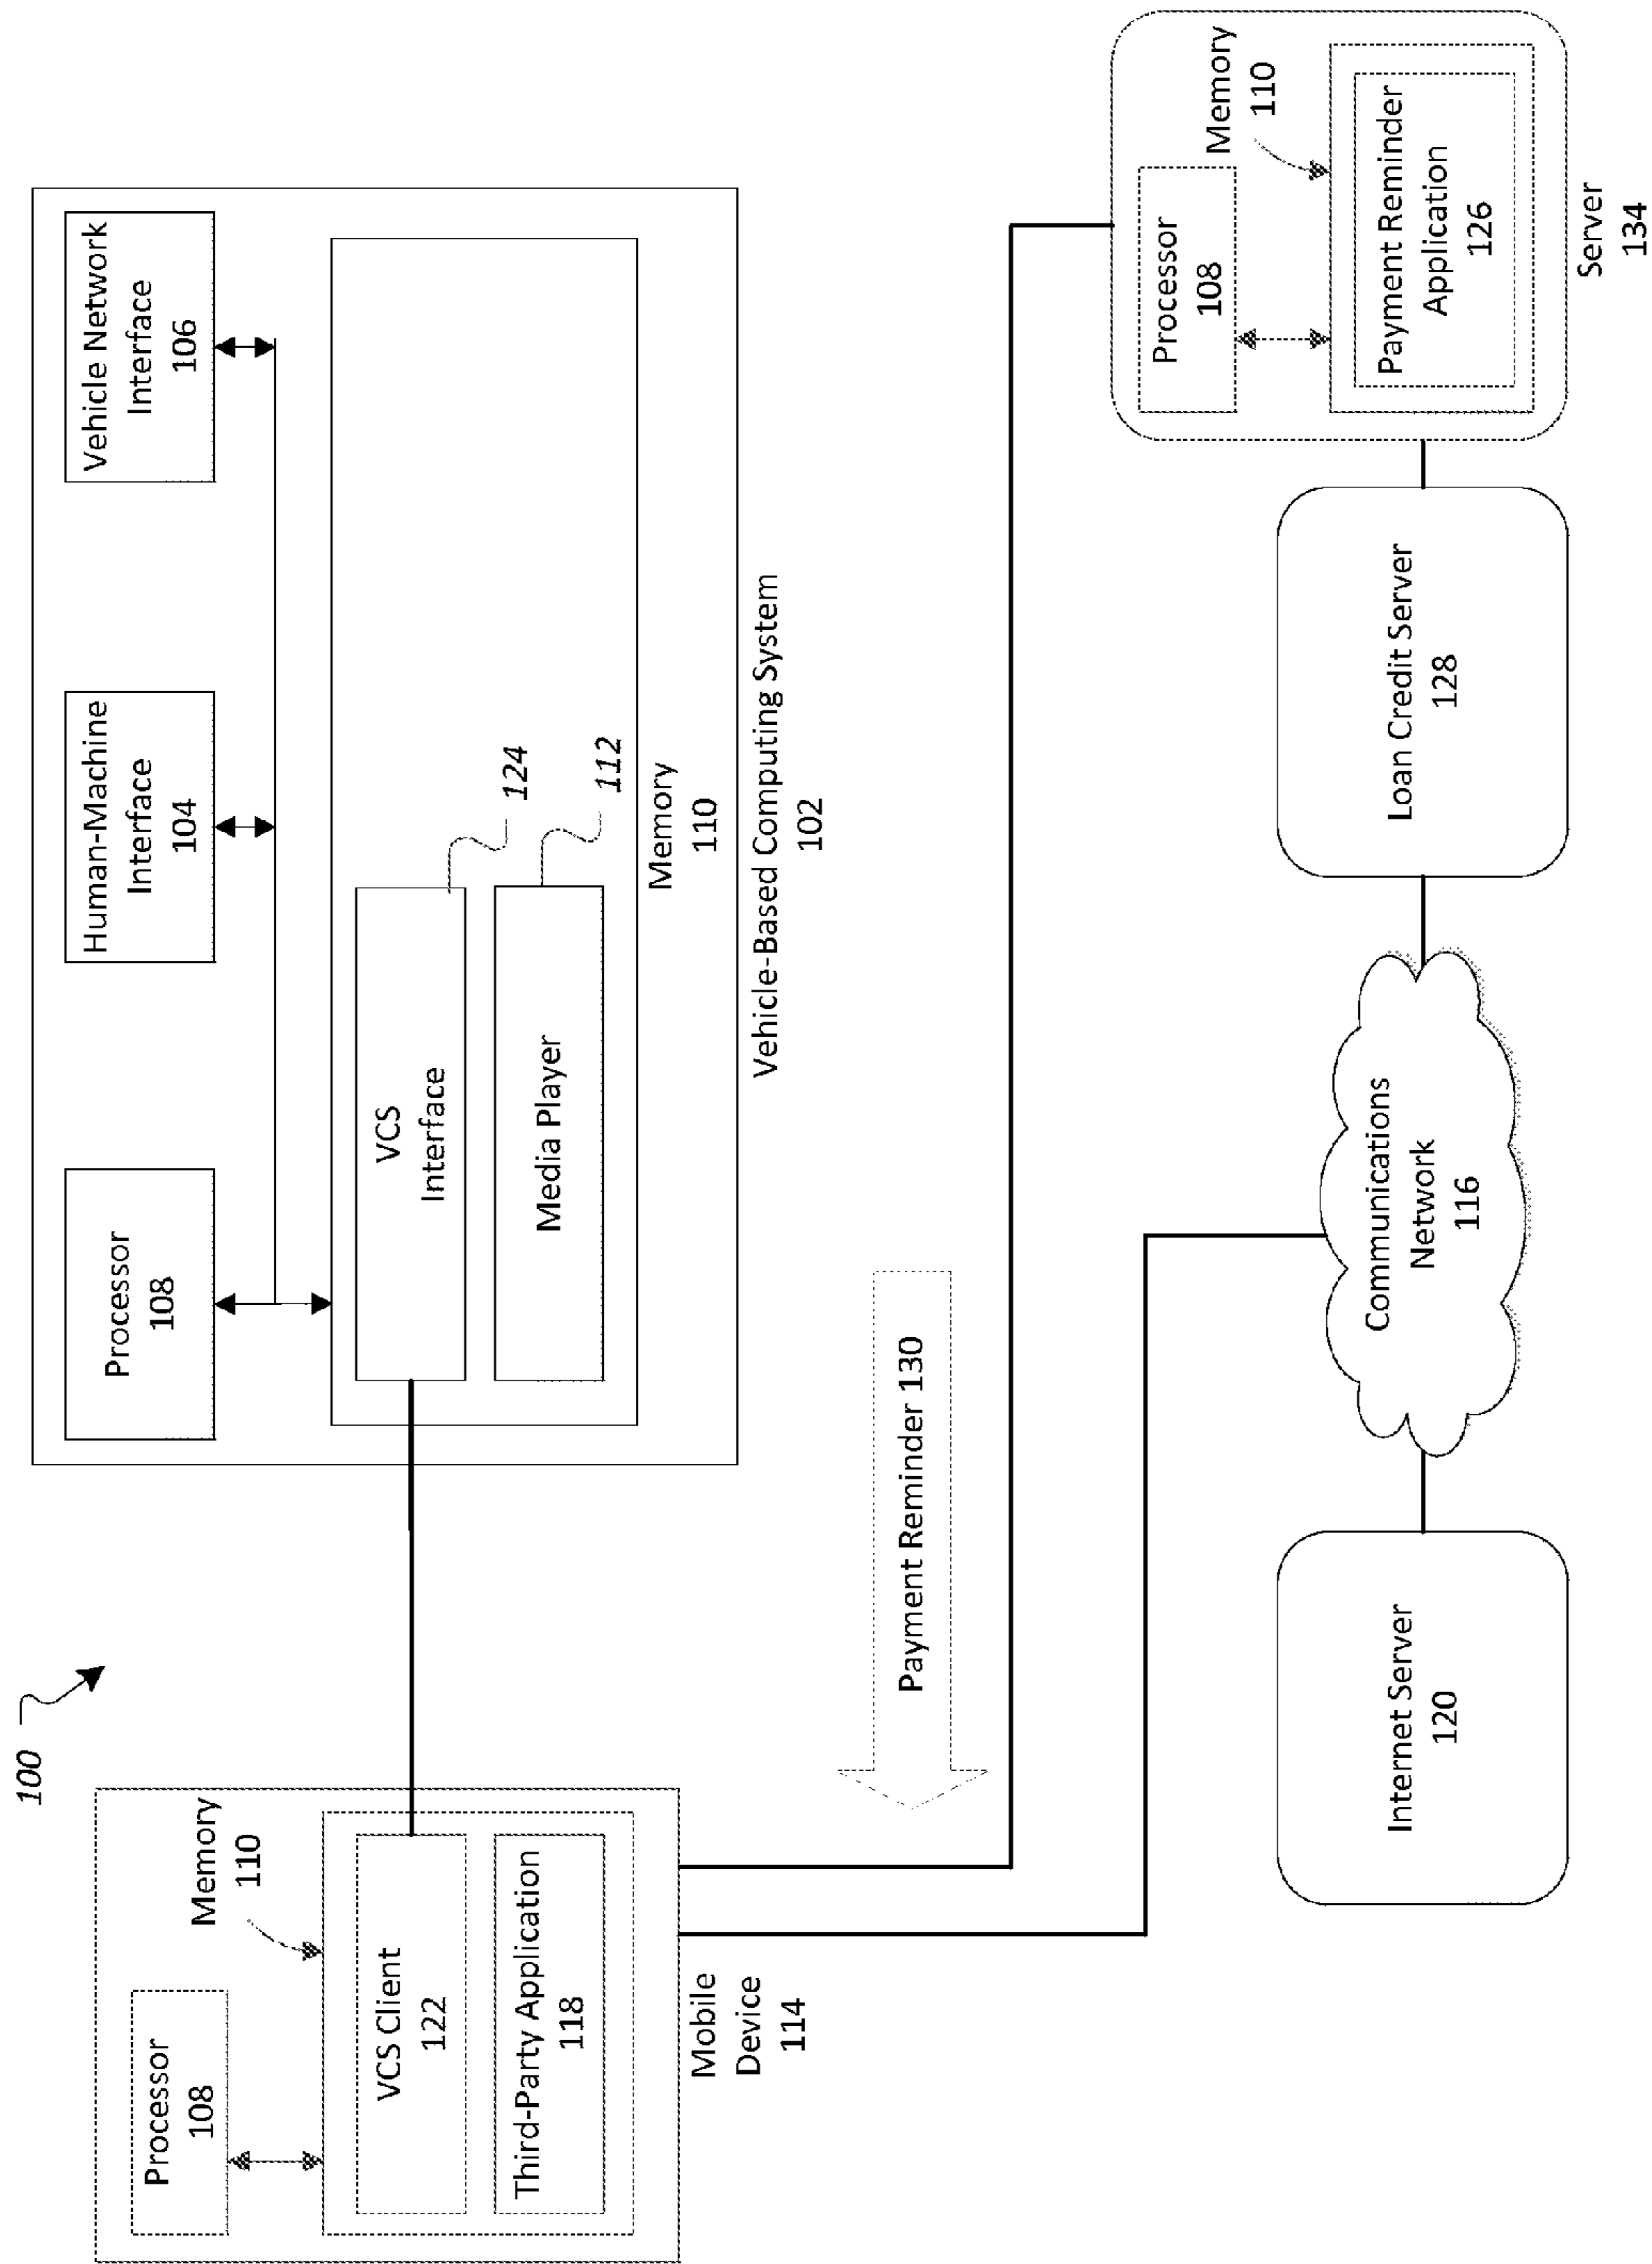 100
Processor
108
Memory
110
VCS Client
122
Third-Party Application
118
Mobile
Device
114
Processor
108
Human-Machine
Interface
104
Vehicle Network
Interface
106
VCS
Interface
124
Media Player
112
Memory
110
Vehicle-Based Computing System
102
Payment Reminder 130
Internet Server
120
Communications
Network
116
Loan Credit Server
128
Processor
108
Memory
110
Payment Reminder
Application
126
Server
134